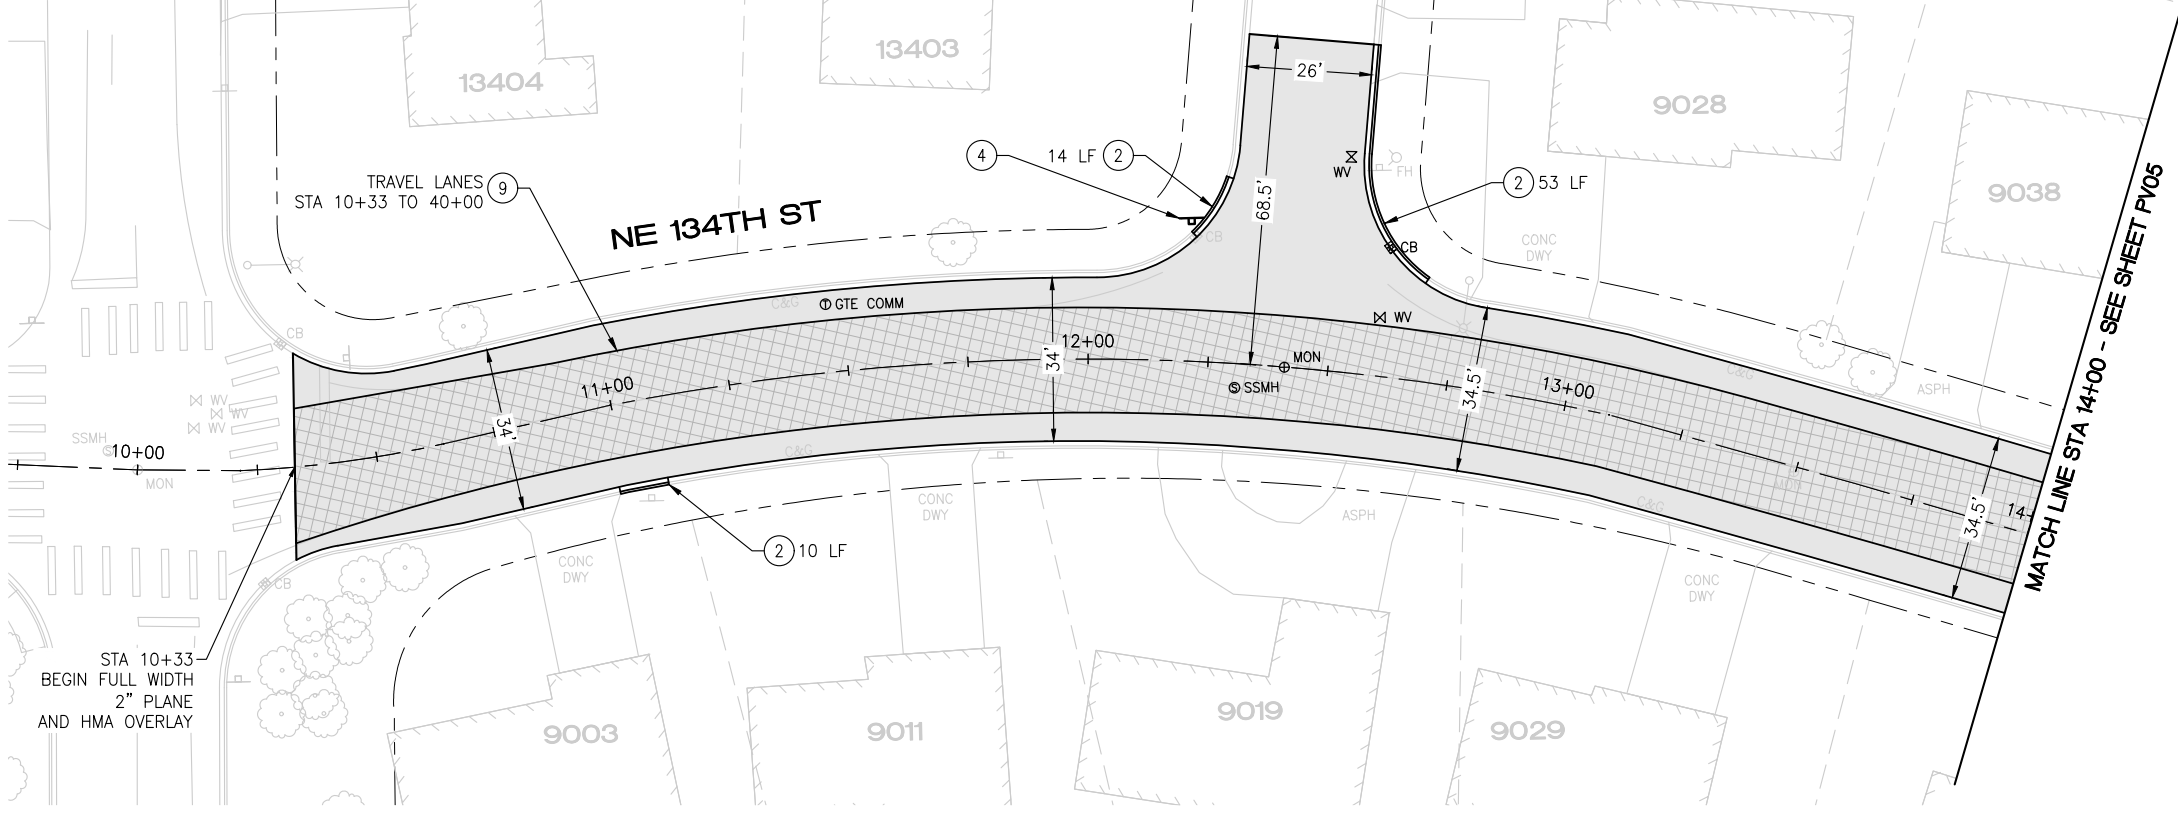 13404
13403
9028
9038
26'
4
14 LF 2
WV
FH
2 53 LF
TRAVEL LANES
STA 10+33 TO 40+00
9
NE 134TH ST
68.5'
CB
CB
CONC
DWY
MATCH LINE STA 14+00 - SEE SHEET PV05
C&G
GTE COMM
WV
CB
12+00
34'
MON
SSMH
11+00
34'
34.5'
13+00
C&G
ASPH
WV
WV
WV
SSMH
10+00
MON
C&G
C&G
MON
14
34.5'
CONC
DWY
ASPH
2 10 LF
CONC
DWY
CB
CONC
DWY
STA 10+33
BEGIN FULL WIDTH
2" PLANE
AND HMA OVERLAY
9003
9011
9019
9029